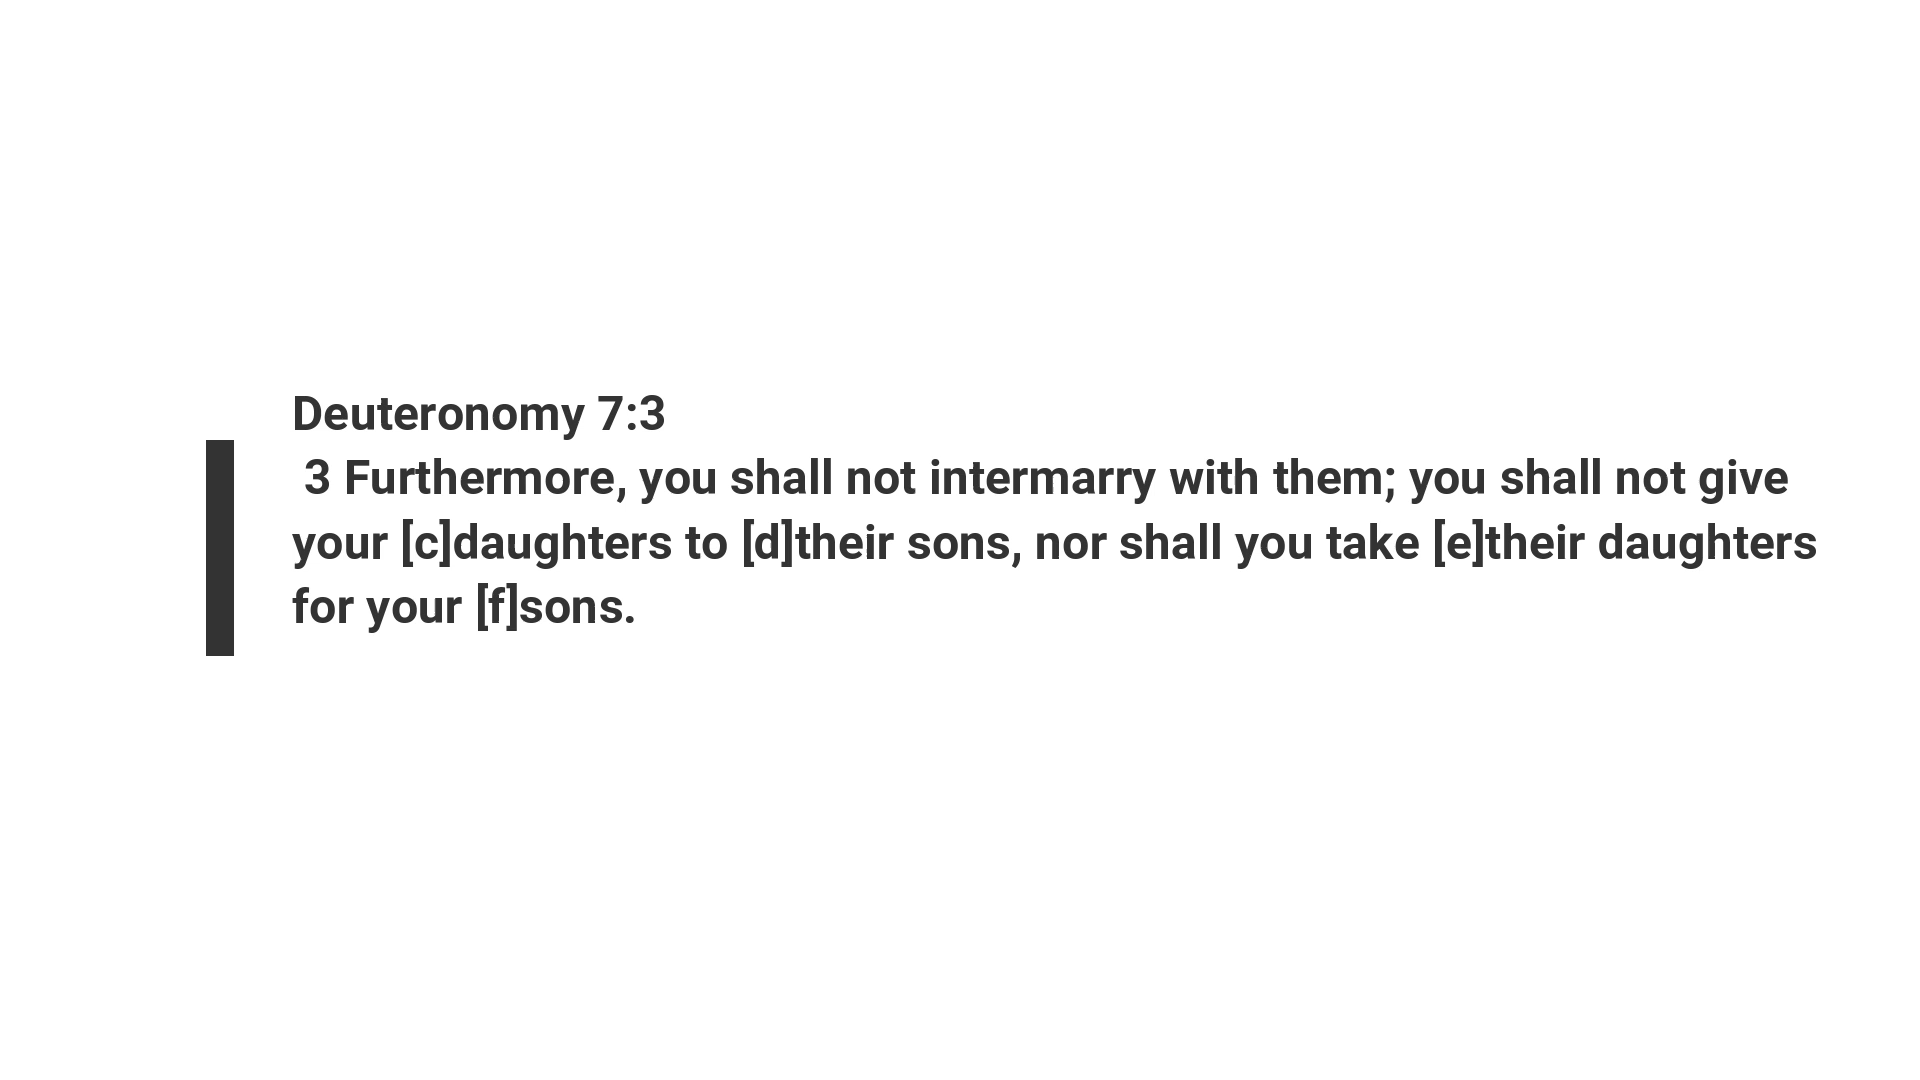 Deuteronomy 7:3
3 Furthermore, you shall not intermarry with them; you shall not give
your [c]daughters to [d]their sons, nor shall you take [e]their daughters
for your [f]sons.